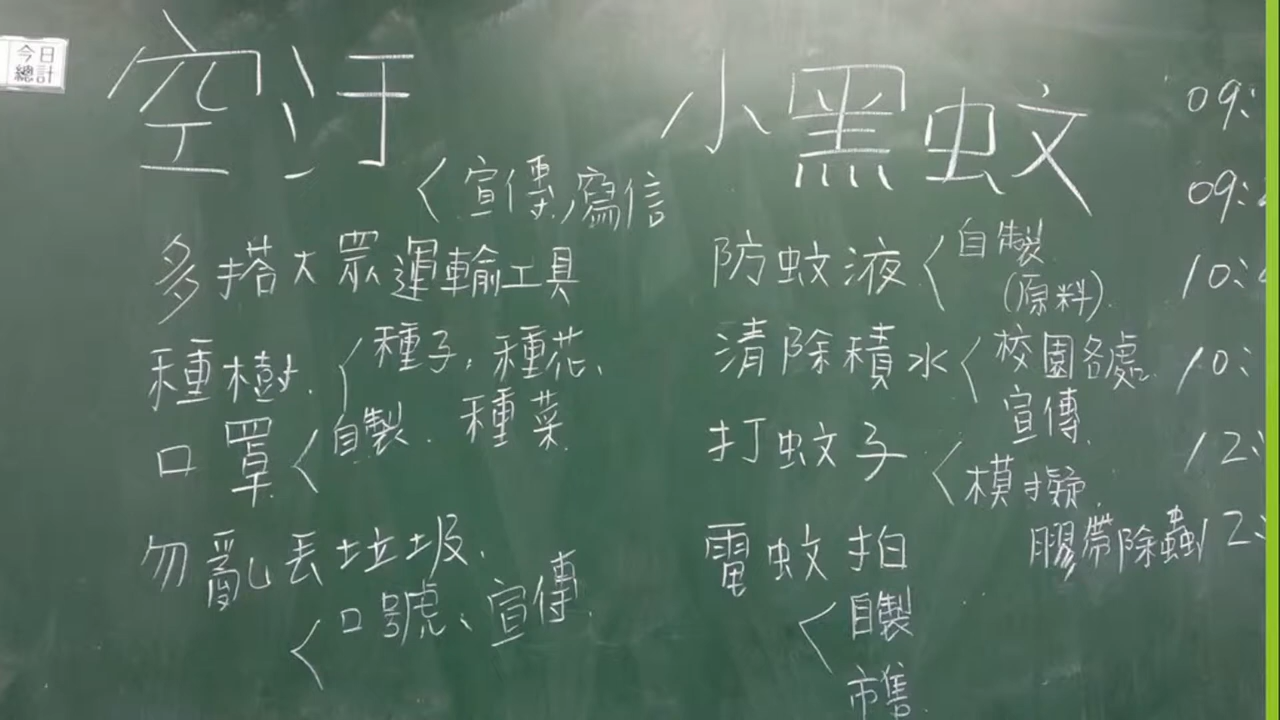 今日
總計
空汙
宣傳,寫信
多搭大眾運輸工具
種樹
種子,種花、
種菜
口罩
自製
勿亂丟垃圾
口號、宣傳
小黑蚊
防蚊液
自製
(原料)
清除積水
校園各處
宣傳
打蚊子
模擬
膠帶除蟲
電蚊拍
自製
市售
09:
09:
10:
10:
12:
12: